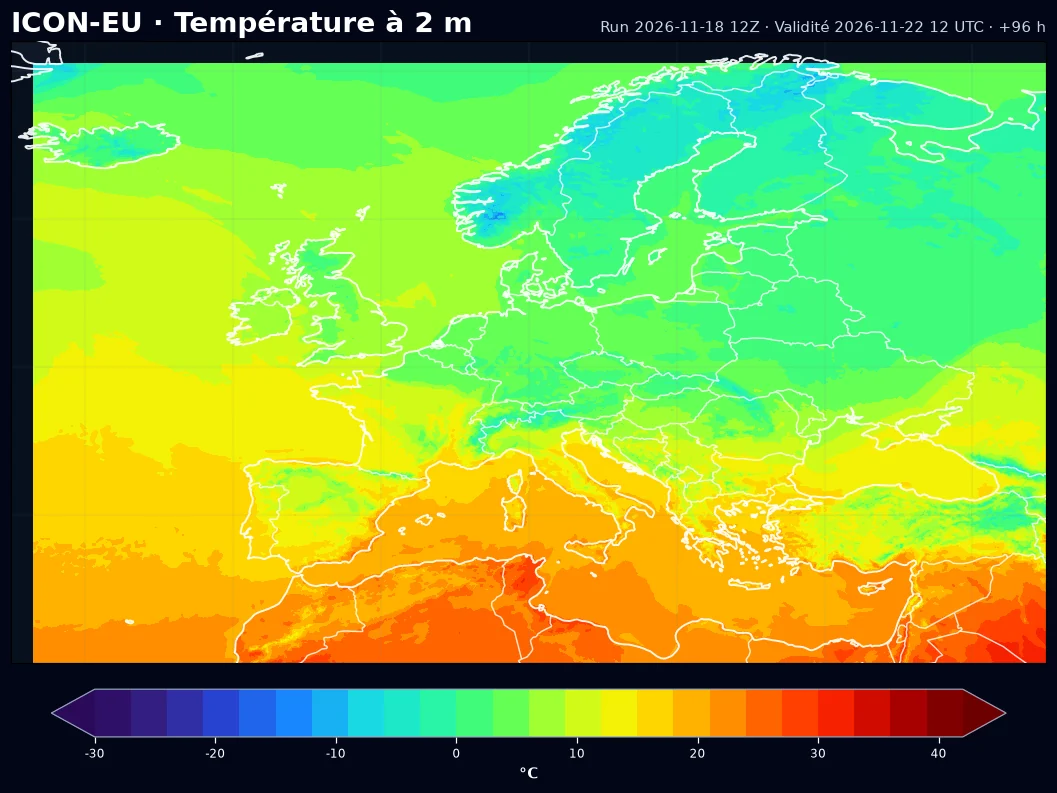 ICON-EU · Température à 2 m
Run 2026-11-18 12Z · Validité 2026-11-22 12 UTC · +96 h
-30 -20 -10 0 10 20 30 40
°C